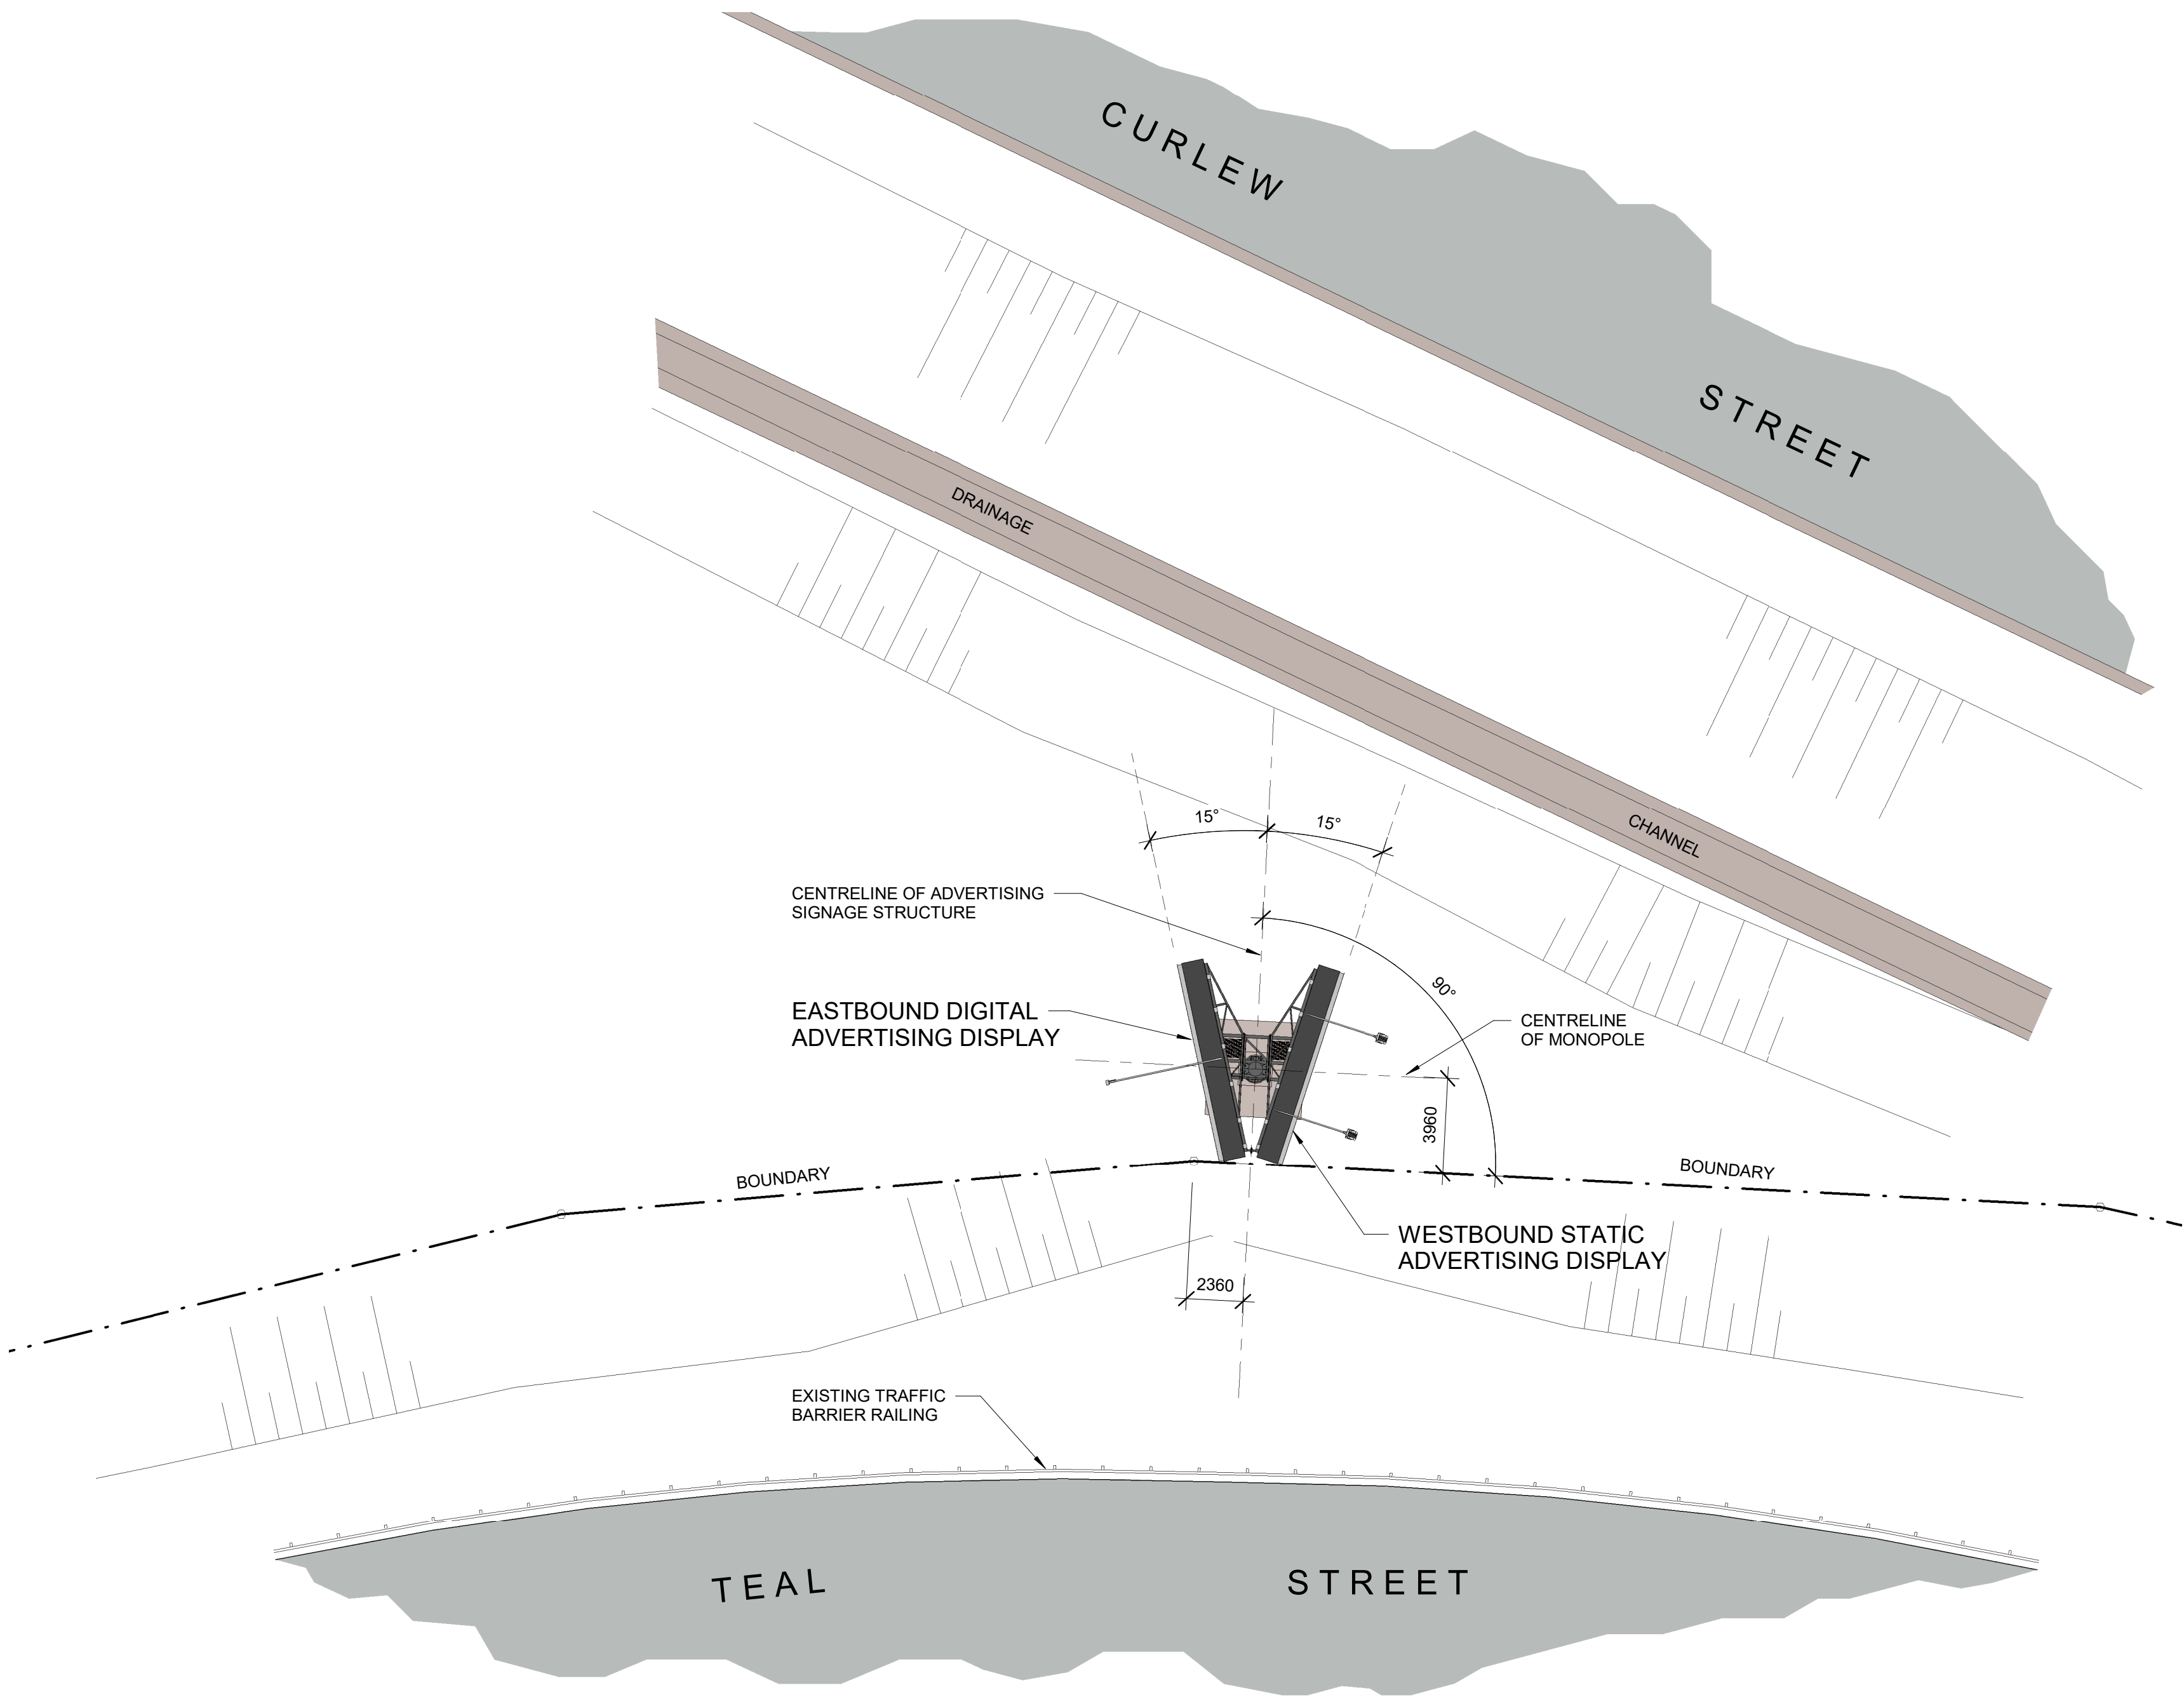 CURLEW
STREET
DRAINAGE
CHANNEL
15°
15°
CENTRELINE OF ADVERTISING
SIGNAGE STRUCTURE
90°
EASTBOUND DIGITAL
ADVERTISING DISPLAY
CENTRELINE
OF MONOPOLE
3960
BOUNDARY
BOUNDARY
WESTBOUND STATIC
ADVERTISING DISPLAY
2360
EXISTING TRAFFIC
BARRIER RAILING
TEAL
STREET